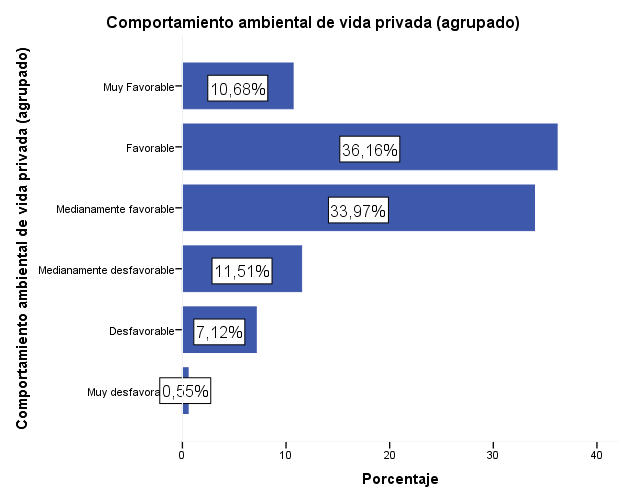 Comportamiento ambiental de vida privada (agrupado)
Comportamiento ambiental de vida privada (agrupado)
Muy Favorable
10,68%
Favorable
36,16%
Medianamente favorable
33,97%
Medianamente desfavorable
11,51%
Desfavorable
7,12%
Muy desfavora
0,55%
0
10
20
30
40
Porcentaje